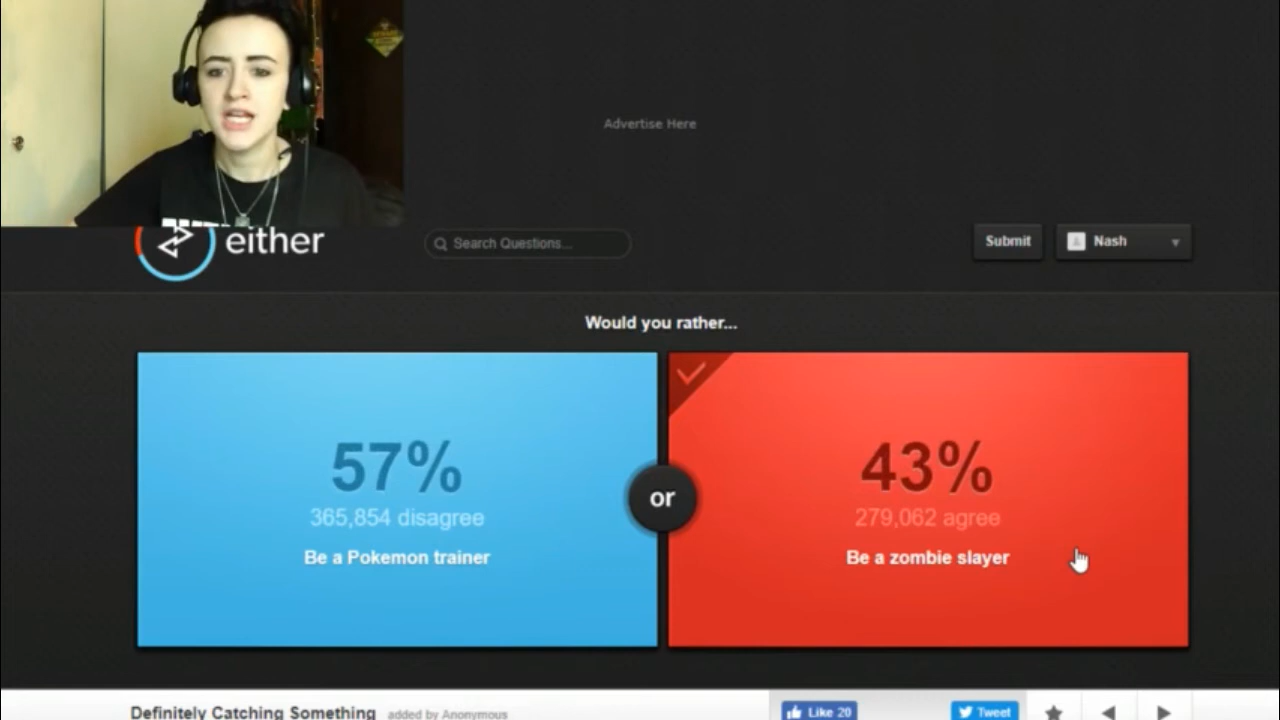 Advertise Here
either
Search Questions...
Submit
Nash
Would you rather...
57%
365,854 disagree
Be a Pokemon trainer
or
43%
279,062 agree
Be a zombie slayer
Definitely Catching Something added by Anonymous
Like 20
Tweet